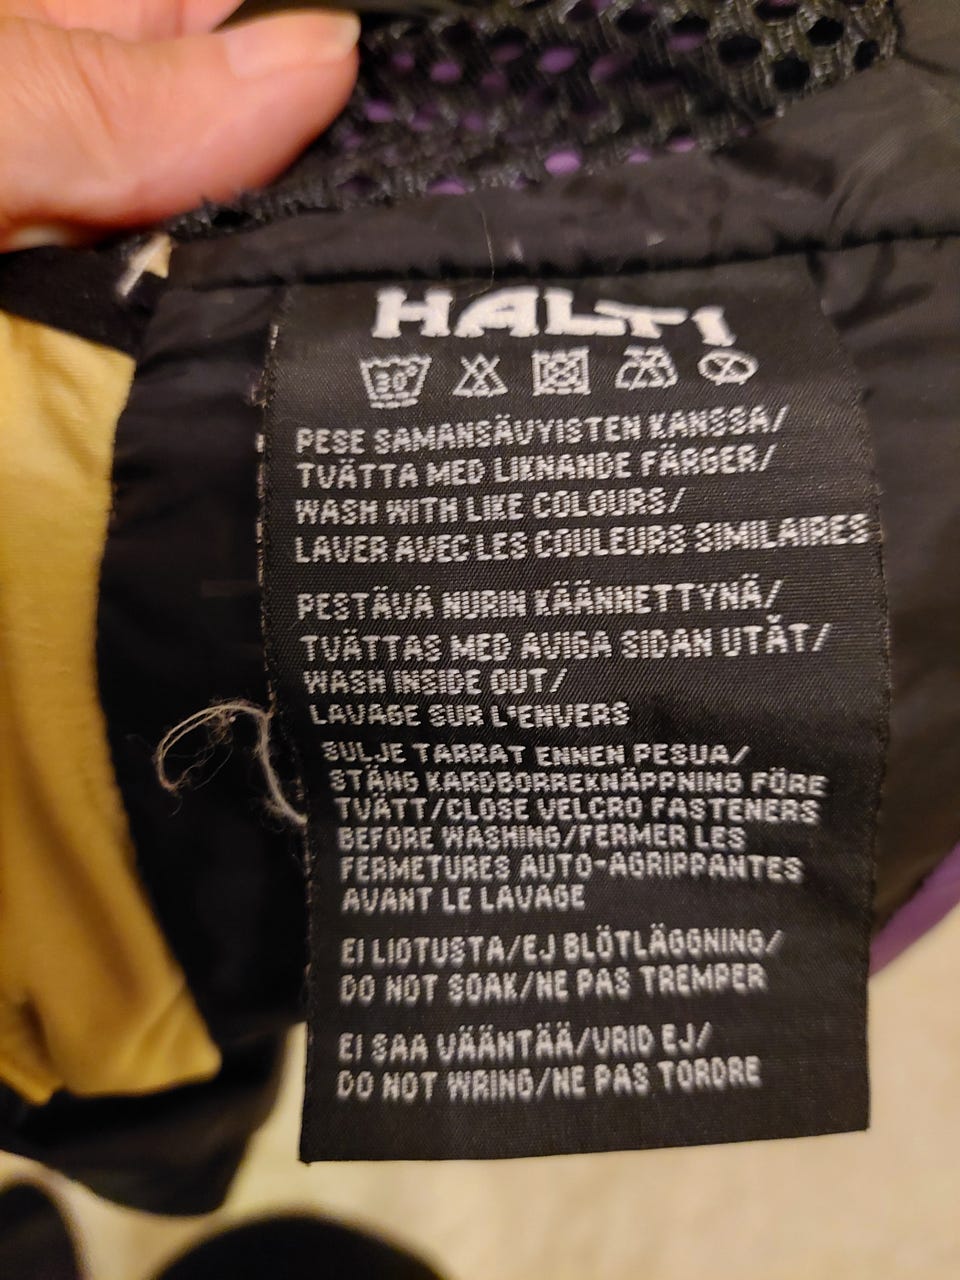 HALTI
30°
PESE SAMANSÄVYISTEN KANSSA/
TVÄTTA MED LIKNANDE FÄRGER/
WASH WITH LIKE COLOURS/
LAVER AVEC LES COULEURS SIMILAIRES
PESTÄVÄ NURIN KÄÄNNETTYNÄ/
TVÄTTAS MED AVIGA SIDAN UTÅT/
WASH INSIDE OUT/
LAVAGE SUR L'ENVERS
SULJE TARRAT ENNEN PESUA/
STÄNG KARDBORREKNÄPPNING FÖRE
TVÄTT/CLOSE VELCRO FASTENERS
BEFORE WASHING/FERMER LES
FERMETURES AUTO-AGRIPPANTES
AVANT LE LAVAGE
EI LIOTUSTA/EJ BLÖTLÄGGNING/
DO NOT SOAK/NE PAS TREMPER
EI SAA VÄÄNTÄÄ/VRID EJ/
DO NOT WRING/NE PAS TORDRE